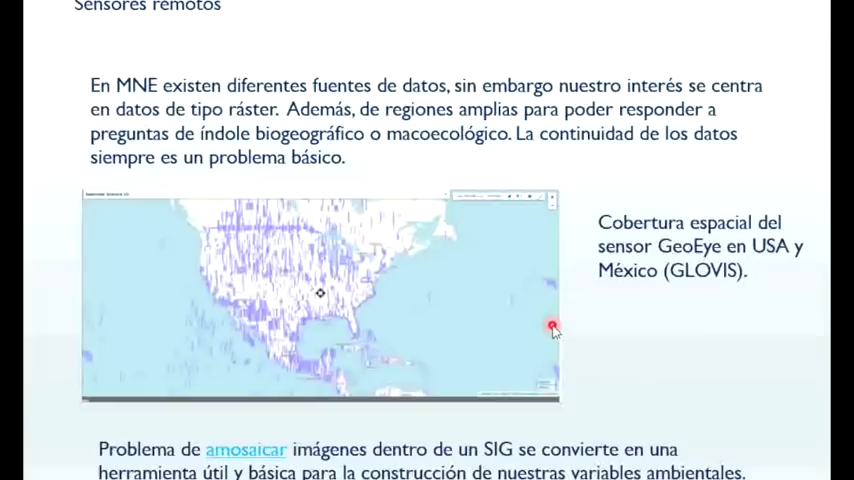 Sensores remotos
En MNE existen diferentes fuentes de datos, sin embargo nuestro interés se centra
en datos de tipo ráster. Además, de regiones amplias para poder responder a
preguntas de índole biogeográfico o macoecológico. La continuidad de los datos
siempre es un problema básico.
Cobertura espacial del
sensor GeoEye en USA y
México (GLOVIS).
Problema de amosaicar imágenes dentro de un SIG se convierte en una
herramienta útil y básica para la construcción de nuestras variables ambientales.